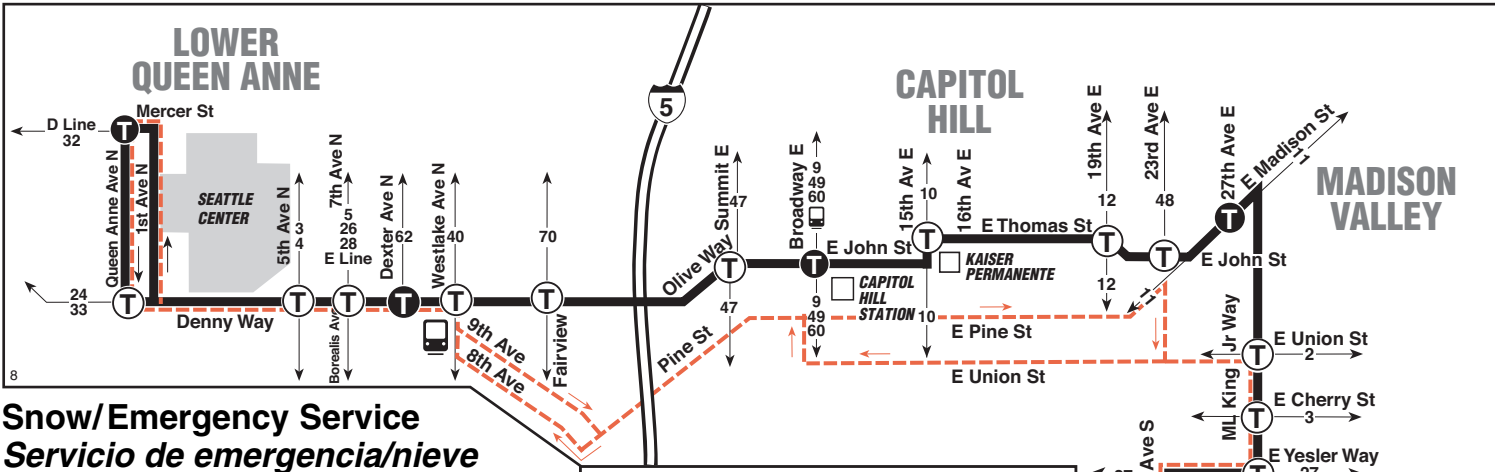 LOWER
QUEEN ANNE
Mercer St
T
D Line
32
Queen Anne Ave N
1st Ave N
SEATTLE
CENTER
24
33
T
Denny Way
5th Ave N
3
4
T
7th Ave N
5
26
28
E Line
T
Borealis Ave
Dexter Ave N
62
T
Westlake Ave N
40
T
9th Ave
8th Ave
70
T
Fairview
5
Olive Way
Summit E
47
T
47
Pine St
CAPITOL
HILL
Broadway E
9
49
60
T
9
49
60
E John St
CAPITOL
HILL
STATION
15th Av E
10
T
10
16th Ave E
KAISER
PERMANENTE
E Thomas St
19th Ave E
12
T
12
23rd Ave E
48
T
27th Ave E
T
E Madison St
11
E John St
11
MADISON
VALLEY
E Pine St
E Union St
ML King Jr Way
T
E Union St
2
T
E Cherry St
3
T
E Yesler Way
27
Ave S
27
8
Snow/Emergency Service
Servicio de emergencia/nieve